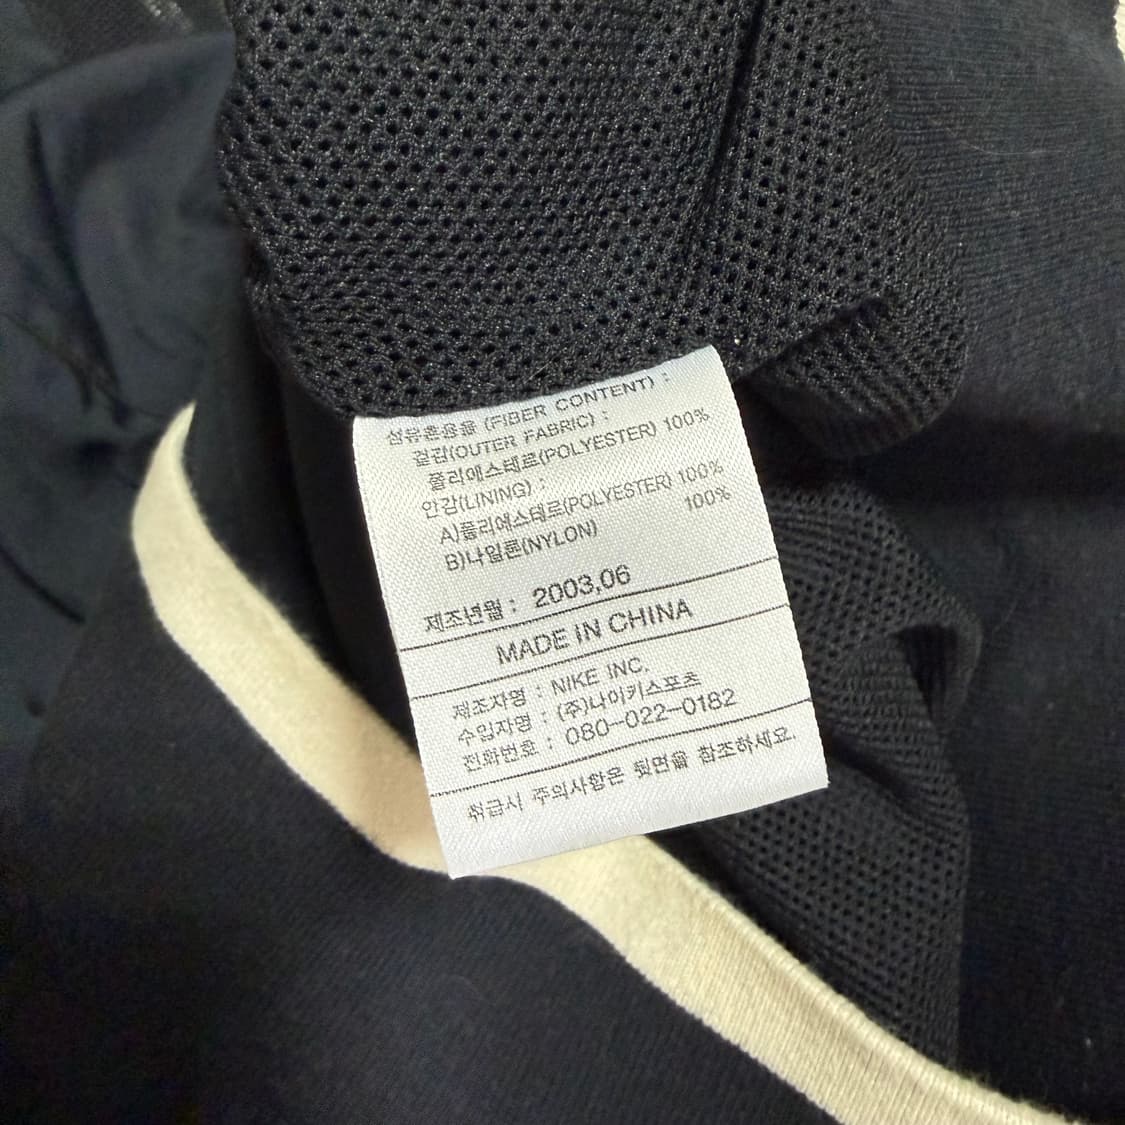 섬유혼용율 (FIBER CONTENT) :
겉감(OUTER FABRIC) :
폴리에스테르(POLYESTER) 100%
안감(LINING) :
A)폴리에스테르(POLYESTER) 100%
B)나일론(NYLON) 100%
제조년월 : 2003,06
MADE IN CHINA
제조자명 : NIKE INC.
수입자명 : (주)나이키스포츠
전화번호 : 080-022-0182
취급시 주의사항은 뒷면을 참조하세요.